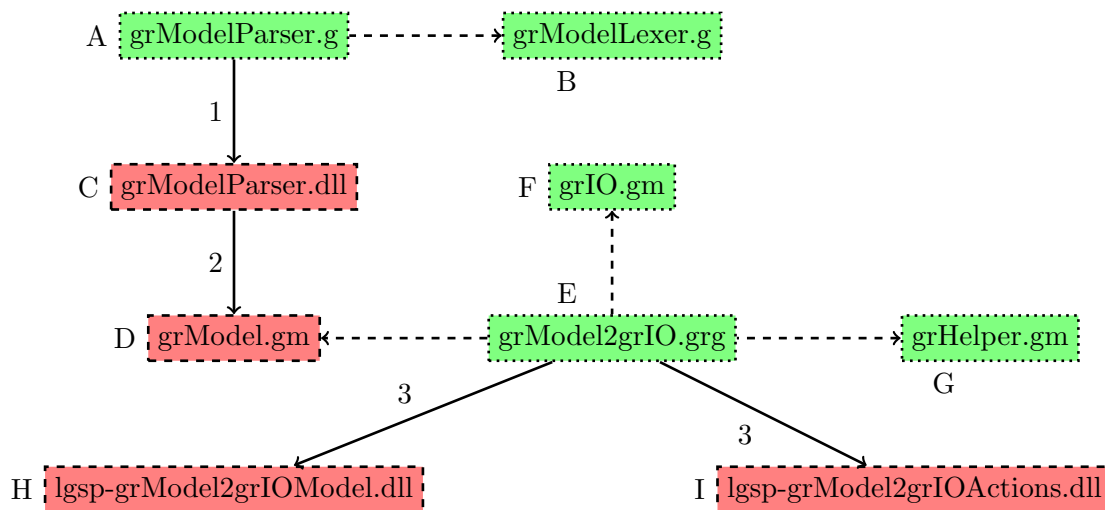 A grModelParser.g grModelLexer.g
B
1
C grModelParser.dll F grIO.gm
2
E
D grModel.gm grModel2grIO.grg grHelper.gm
G
3
3
H lgsp-grModel2grIOModel.dll I lgsp-grModel2grIOActions.dll